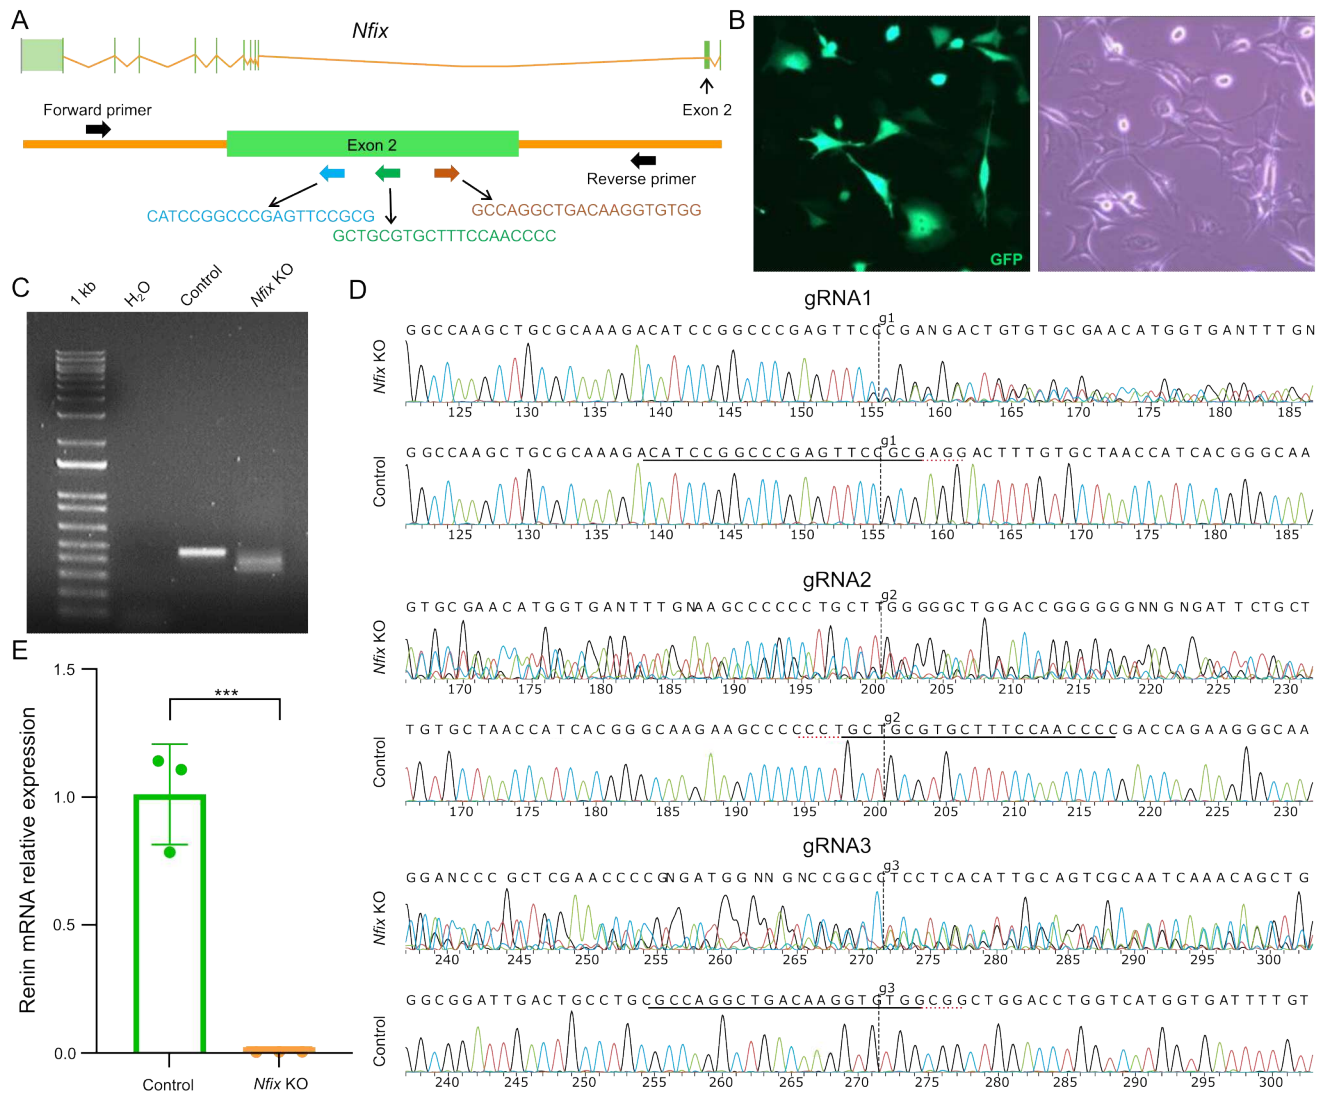 A
Nfix
Exon 2
Forward primer
Exon 2
Reverse primer
CATCCGGCCCGAGTTCCGCG
GCCAGGCTGACAAGGTGTGG
GCTGCGTGCTTTCCAACCCC
B
GFP
C
1 kb
H2O
Control
Nfix KO
D
gRNA1
g1
GGCCAAGCTGCGCAAAGACATCCGGCCCGAGTTCCCGANGACTGTGTGCGAACATGGTGANTTTGN
Nfix KO
125 130 135 140 145 150 155 160 165 170 175 180 185
g1
GGCCAAGCTGCGCAAAGACATCCGGCCCGAGTTCCGCGAGGACTTTGTGCTAACCATCACGGGCAA
Control
125 130 135 140 145 150 155 160 165 170 175 180 185
gRNA2
g2
GTGCGAACATGGTGANTTTGNAAGCCCCCCTGCTTGGGGGCTGGACCGGGGGGNNGNGATTCTGCT
Nfix KO
170 175 180 185 190 195 200 205 210 215 220 225 230
g2
TGTGCTAACCATCACGGGCAAGAAGCCCCCCTGCTGCGTGCTTTCCAACCCCGACCAGAAGGGCAA
Control
170 175 180 185 190 195 200 205 210 215 220 225 230
gRNA3
g3
GGANCCCGCTCGAACCCCGNGATGGNNGNCCGGCCTCCTCACATTGCAGTCGCAATCAAACAGCTG
Nfix KO
240 245 250 255 260 265 270 275 280 285 290 295 300
g3
GGCGGATTGACTGCCTGCGCCAGGCTGACAAGGTGTGGCGGCTGGACCTGGTCATGGTGATTTTGT
Control
240 245 250 255 260 265 270 275 280 285 290 295 300
E
Renin mRNA relative expression
1.5
1.0
0.5
0.0
***
Control
Nfix KO